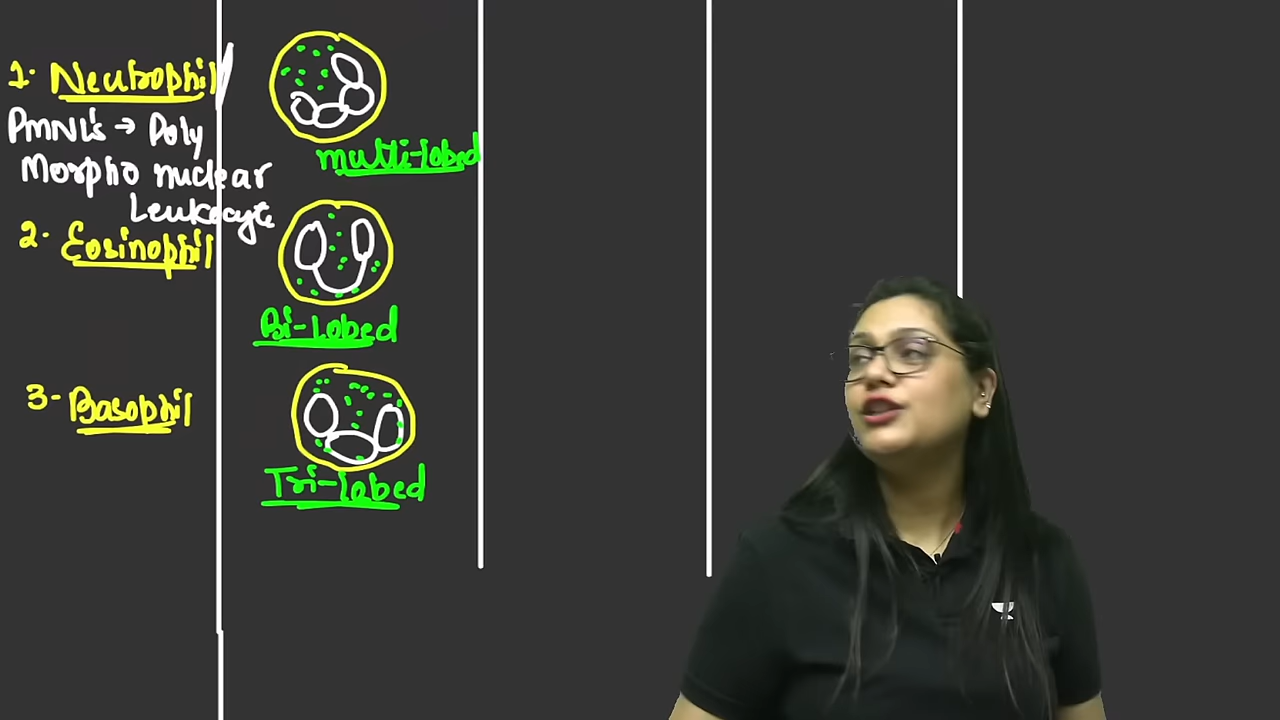 1. Neutrophil
PMNL's → Poly
Morpho nuclear
Leukocyte
multi-lobed
2. Eosinophil
Bi-Lobed
3- Basophil
Tri-lobed